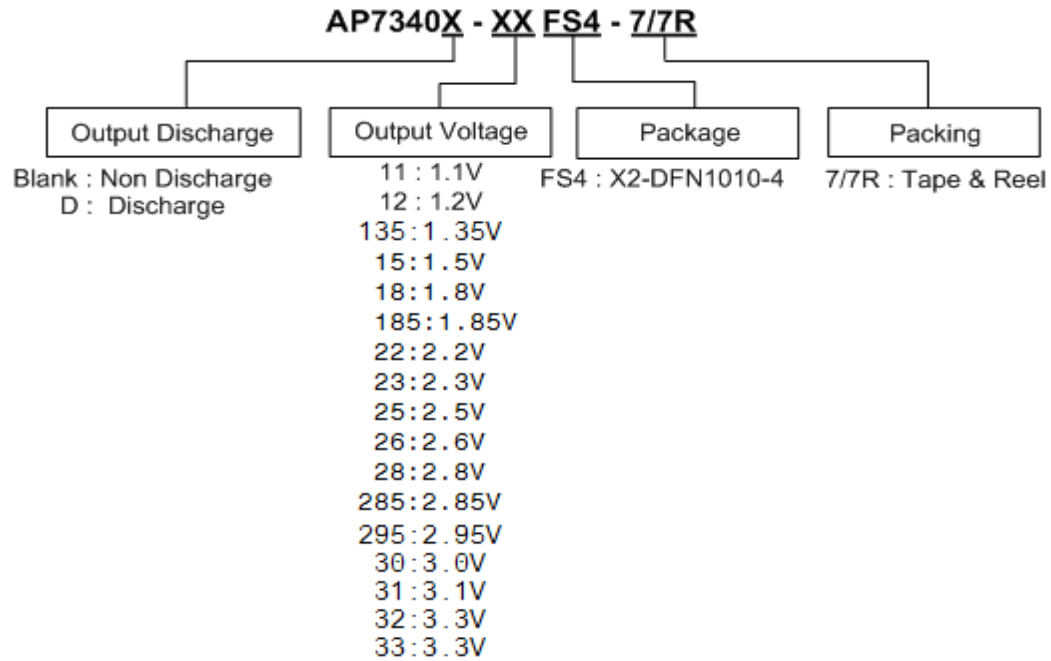 AP7340X - XX FS4 - 7/7R
Output Discharge
Blank : Non Discharge
D : Discharge
Output Voltage
11 : 1.1V
12 : 1.2V
135:1.35V
15:1.5V
18:1.8V
185:1.85V
22:2.2V
23:2.3V
25:2.5V
26:2.6V
28:2.8V
285:2.85V
295:2.95V
30:3.0V
31:3.1V
32:3.3V
33:3.3V
Package
FS4 : X2-DFN1010-4
Packing
7/7R : Tape & Reel